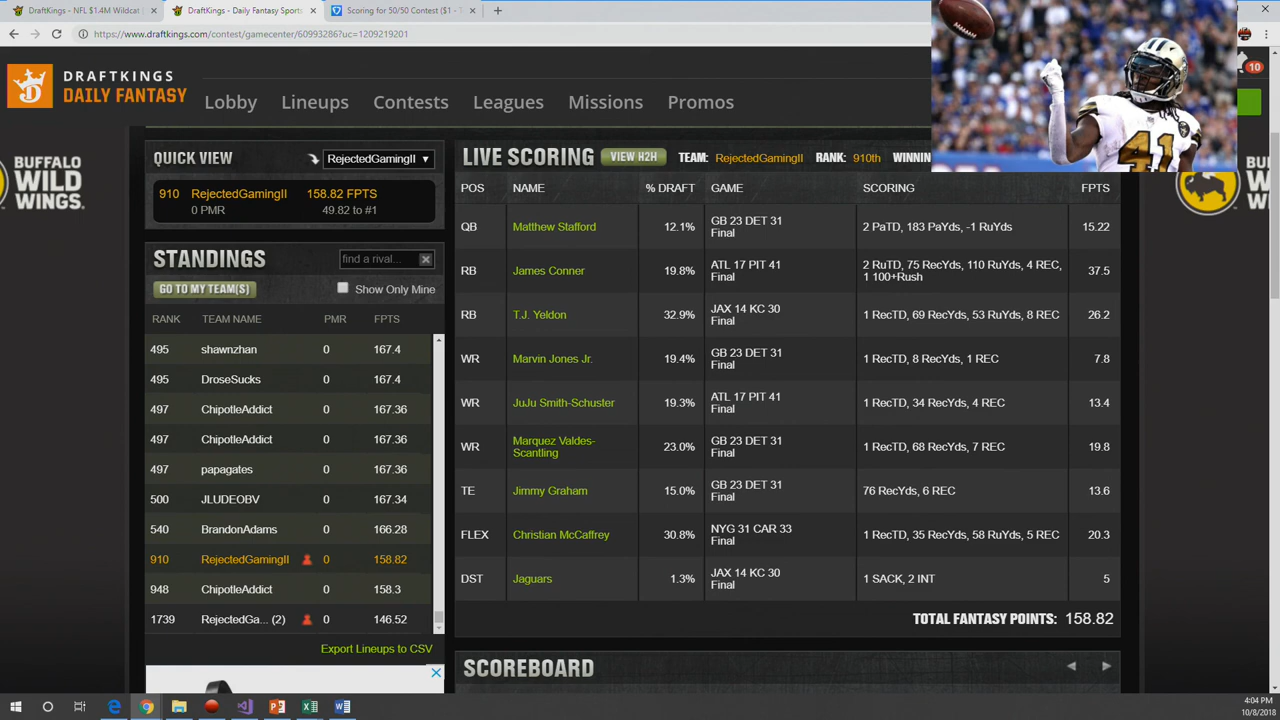 DraftKings - NFL $1.4M Wildcat
DraftKings - Daily Fantasy Sports
Scoring for 50/50 Contest ($1 - T
https://www.draftkings.com/contest/gamecenter/60993286?uc=1209219201
DRAFTKINGS
DAILY FANTASY
Lobby
Leagues
Lineups
Contests
Missions
Promos
10
41
BUFFALO
WILD
WINGS.
QUICK VIEW
RejectedGamingII
910 RejectedGamingII 158.82 FPTS
0 PMR 49.82 to #1
STANDINGS
find a rival...
GO TO MY TEAM(S)
Show Only Mine
RANK TEAM NAME PMR FPTS
495 shawnzhan 0 167.4
495 DroseSucks 0 167.4
497 ChipotleAddict 0 167.36
497 ChipotleAddict 0 167.36
497 papagates 0 167.36
500 JLUDEOBV 0 167.34
540 BrandonAdams 0 166.28
910 RejectedGamingII 0 158.82
948 ChipotleAddict 0 158.3
1739 RejectedGa... (2) 0 146.52
Export Lineups to CSV
LIVE SCORING VIEW H2H TEAM: RejectedGamingII RANK: 910th WINNIN
POS NAME % DRAFT GAME SCORING FPTS
QB Matthew Stafford 12.1% GB 23 DET 31 Final 2 PaTD, 183 PaYds, -1 RuYds 15.22
RB James Conner 19.8% ATL 17 PIT 41 Final 2 RuTD, 75 RecYds, 110 RuYds, 4 REC, 1 100+Rush 37.5
RB T.J. Yeldon 32.9% JAX 14 KC 30 Final 1 RecTD, 69 RecYds, 53 RuYds, 8 REC 26.2
WR Marvin Jones Jr. 19.4% GB 23 DET 31 Final 1 RecTD, 8 RecYds, 1 REC 7.8
WR JuJu Smith-Schuster 19.3% ATL 17 PIT 41 Final 1 RecTD, 34 RecYds, 4 REC 13.4
WR Marquez Valdes-Scantling 23.0% GB 23 DET 31 Final 1 RecTD, 68 RecYds, 7 REC 19.8
TE Jimmy Graham 15.0% GB 23 DET 31 Final 76 RecYds, 6 REC 13.6
FLEX Christian McCaffrey 30.8% NYG 31 CAR 33 Final 1 RecTD, 35 RecYds, 58 RuYds, 5 REC 20.3
DST Jaguars 1.3% JAX 14 KC 30 Final 1 SACK, 2 INT 5
TOTAL FANTASY POINTS: 158.82
SCOREBOARD
4:04 PM
10/8/2018